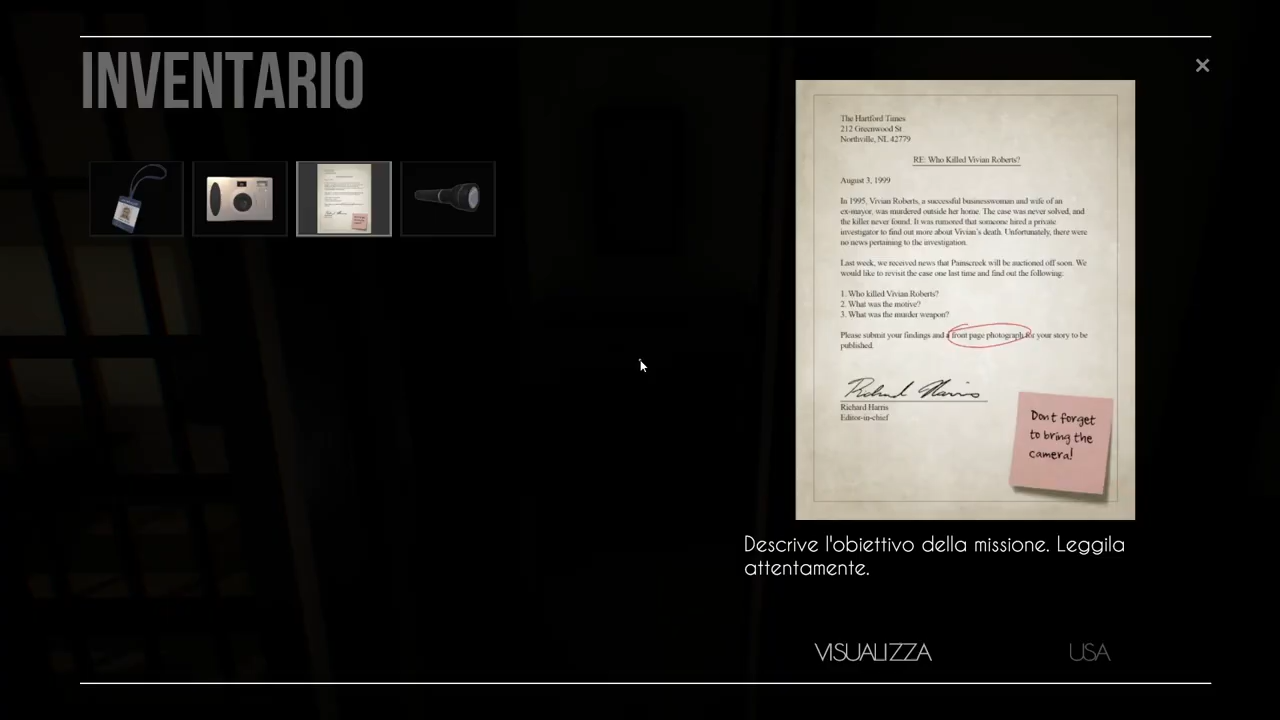 INVENTARIO
The Hartford Times
212 Greenwood St
Northville, NL 42779
RE: Who Killed Vivian Roberts?
August 3, 1999
In 1995, Vivian Roberts, a successful businesswoman and wife of an
ex-mayor, was murdered outside her home. The case was never solved, and
the killer never found. It was rumored that someone hired a private
investigator to find out more about Vivian's death. Unfortunately, there were
no news pertaining to the investigation.
Last week, we received news that Painscreek will be auctioned off soon. We
would like to revisit the case one last time and find out the following:
1. Who killed Vivian Roberts?
2. What was the motive?
3. What was the murder weapon?
Please submit your findings and a front page photograph for your story to be
published.
Richard Harris
Richard Harris
Editor-in-chief
Don't forget
to bring the
camera!
Descrive l'obiettivo della missione. Leggila
attentamente.
VISUALIZZA
USA